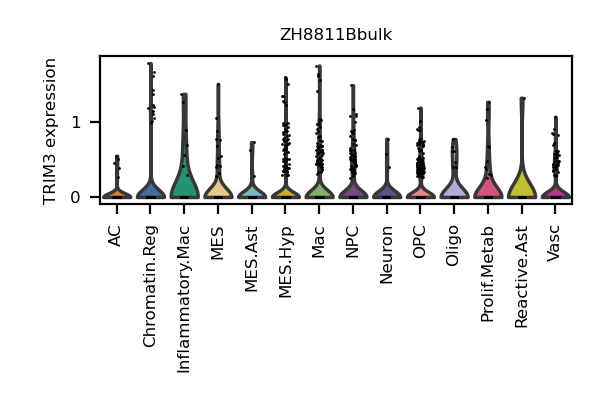 ZH8811Bbulk
TRIM3 expression
1
0
AC
Chromatin.Reg
Inflammatory.Mac
MES
MES.Ast
MES.Hyp
Mac
NPC
Neuron
OPC
Oligo
Prolif.Metab
Reactive.Ast
Vasc